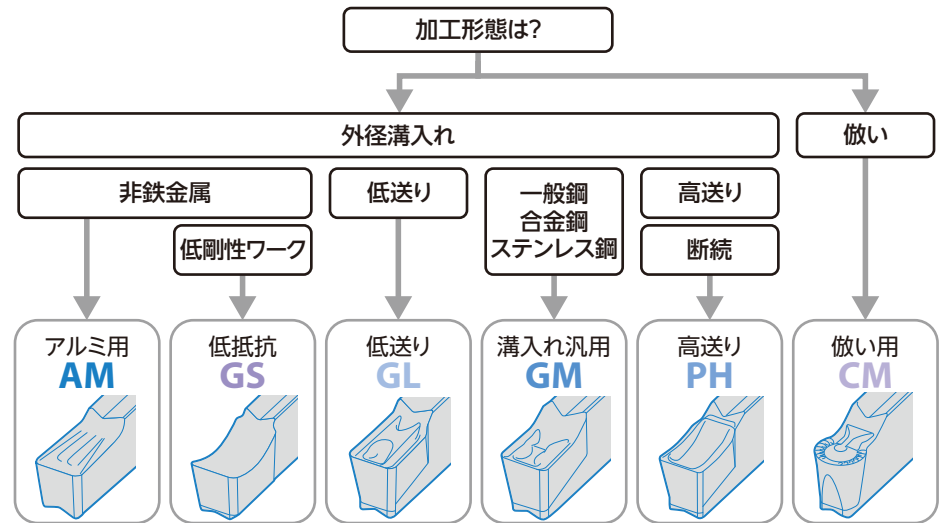 加工形態は?
外径溝入れ
倣い
非鉄金属
低送り
一般鋼
合金鋼
ステンレス鋼
高送り
低剛性ワーク
断続
アルミ用
AM
低抵抗
GS
低送り
GL
溝入れ汎用
GM
高送り
PH
倣い用
CM